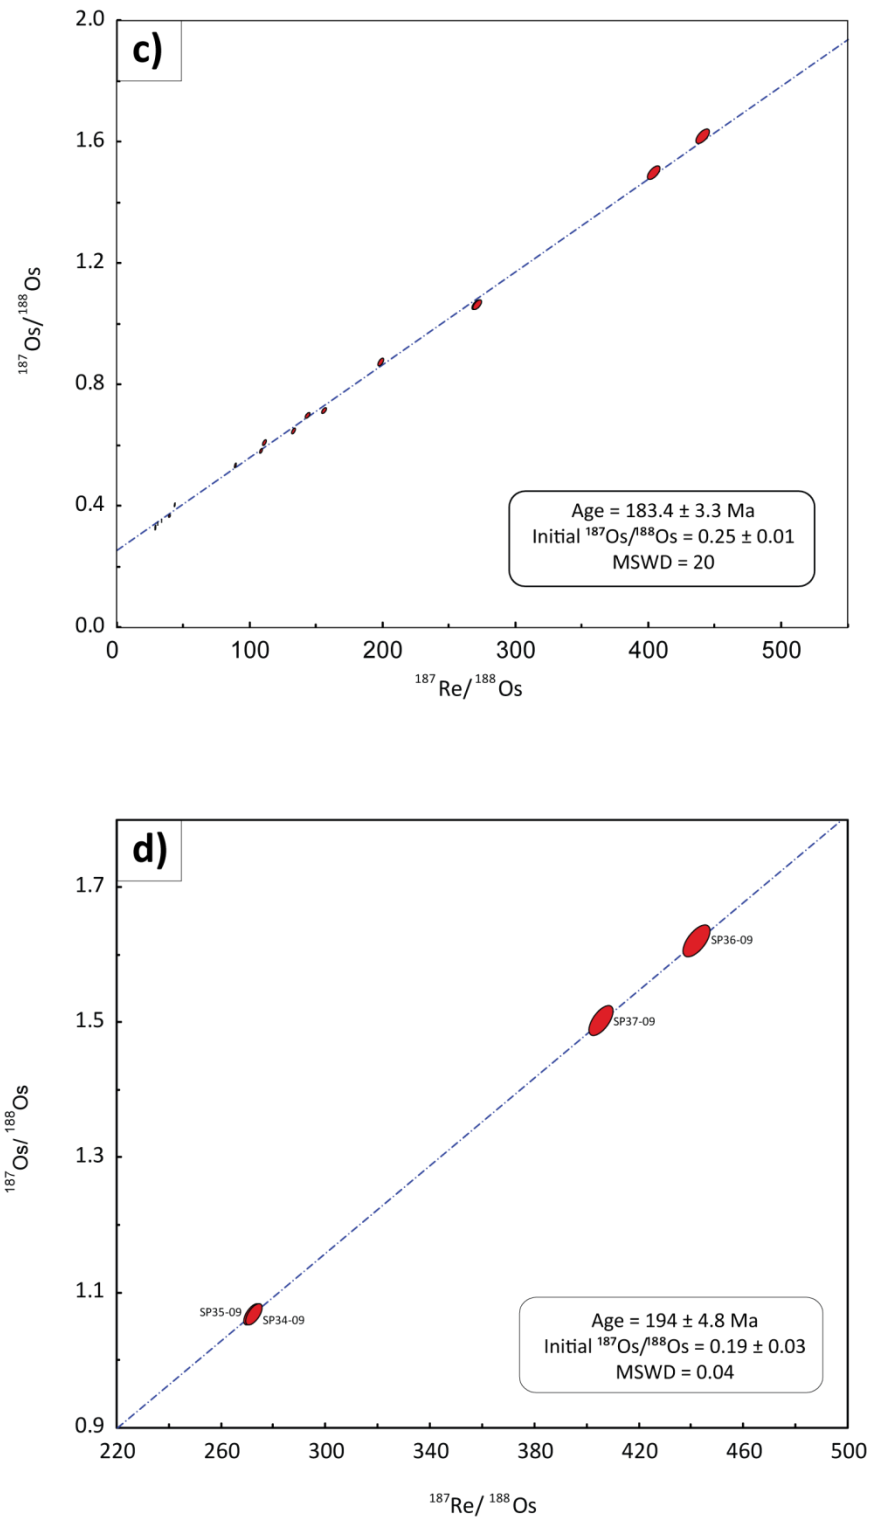 c)
2.0
1.6
1.2
0.8
0.4
0.0
187Os/ 188Os
0 100 200 300 400 500
187Re/ 188Os
Age = 183.4 ± 3.3 Ma
Initial 187Os/188Os = 0.25 ± 0.01
MSWD = 20
d)
1.7
1.5
1.3
1.1
0.9
187Os/ 188Os
SP36-09
SP37-09
SP35-09
SP34-09
Age = 194 ± 4.8 Ma
Initial 187Os/188Os = 0.19 ± 0.03
MSWD = 0.04
220 260 300 340 380 420 460 500
187Re/ 188Os